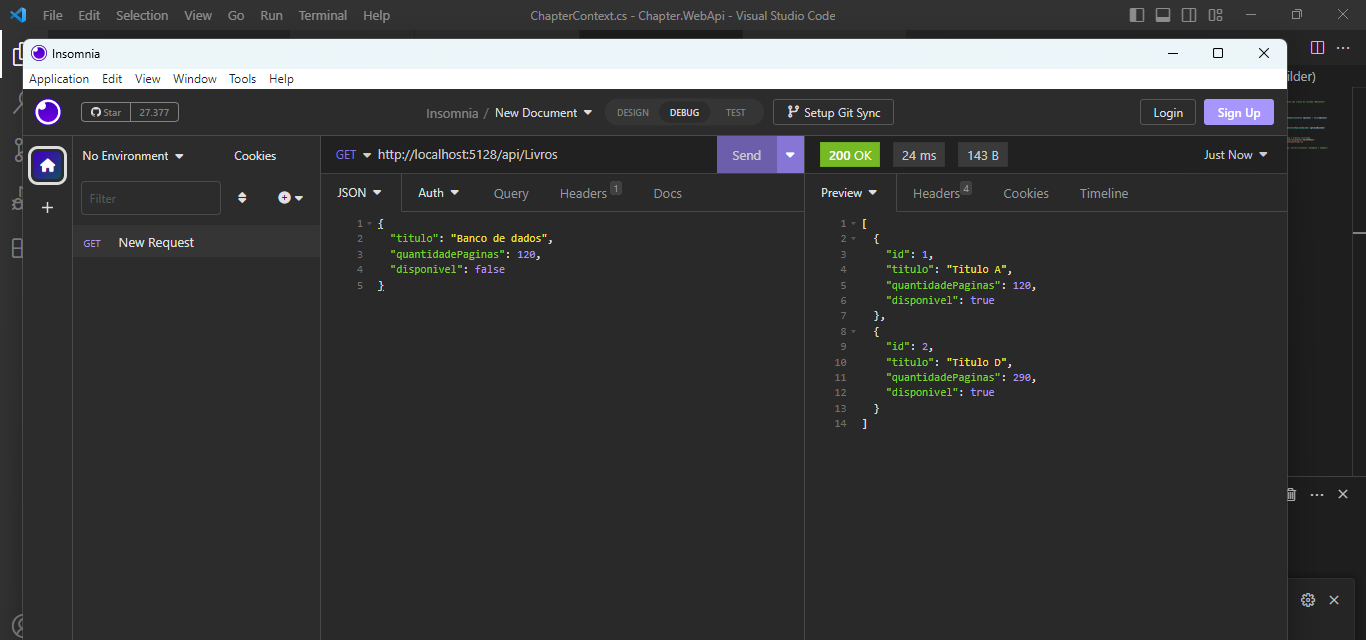 File Edit Selection View Go Run Terminal Help ChapterContext.cs - Chapter.WebApi - Visual Studio Code
Insomnia
Application Edit View Window Tools Help
ilder)
Star 27.377 Insomnia / New Document DESIGN DEBUG TEST Setup Git Sync Login Sign Up
No Environment Cookies GET http://localhost:5128/api/Livros Send 200 OK 24 ms 143 B Just Now
Filter JSON Auth Query Headers 1 Docs Preview Headers 4 Cookies Timeline
GET New Request
1 {
2 "titulo": "Banco de dados",
3 "quantidadePaginas": 120,
4 "disponivel": false
5 }
1 [
2 {
3 "id": 1,
4 "titulo": "Título A",
5 "quantidadePaginas": 120,
6 "disponivel": true
7 },
8 {
9 "id": 2,
10 "titulo": "Título D",
11 "quantidadePaginas": 290,
12 "disponivel": true
13 }
14 ]